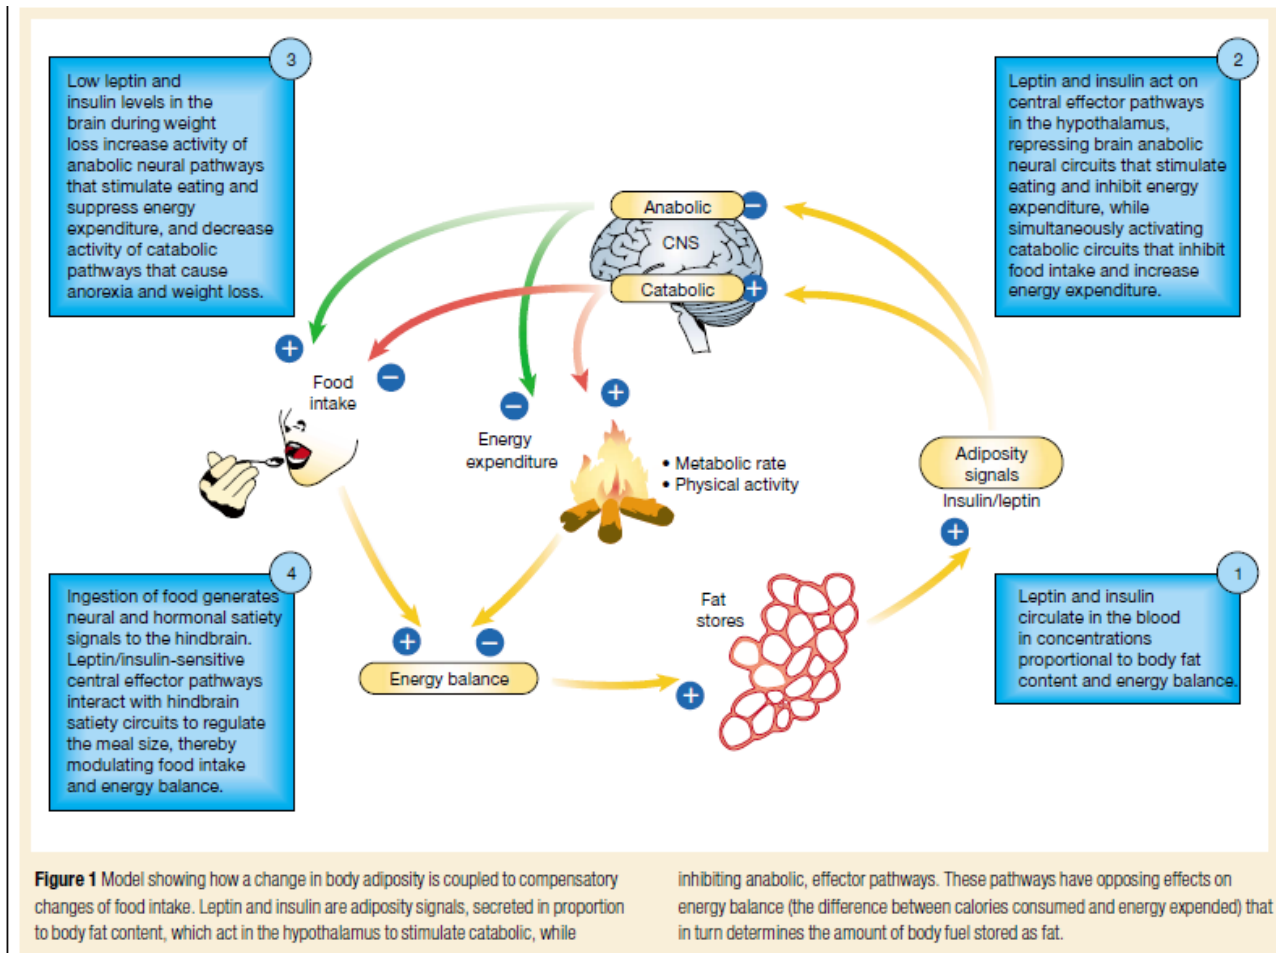 3
Low leptin and
insulin levels in the
brain during weight
loss increase activity of
anabolic neural pathways
that stimulate eating and
suppress energy
expenditure, and decrease
activity of catabolic
pathways that cause
anorexia and weight loss.
2
Leptin and insulin act on
central effector pathways
in the hypothalamus,
repressing brain anabolic
neural circuits that stimulate
eating and inhibit energy
expenditure, while
simultaneously activating
catabolic circuits that inhibit
food intake and increase
energy expenditure.
Anabolic
−
CNS
Catabolic
+
+
Food
intake
−
−
+
Energy
expenditure
• Metabolic rate
• Physical activity
Adiposity
signals
Insulin/leptin
+
4
Ingestion of food generates
neural and hormonal satiety
signals to the hindbrain.
Leptin/insulin-sensitive
central effector pathways
interact with hindbrain
satiety circuits to regulate
the meal size, thereby
modulating food intake
and energy balance.
+
−
Energy balance
Fat
stores
+
1
Leptin and insulin
circulate in the blood
in concentrations
proportional to body fat
content and energy balance.
Figure 1 Model showing how a change in body adiposity is coupled to compensatory
changes of food intake. Leptin and insulin are adiposity signals, secreted in proportion
to body fat content, which act in the hypothalamus to stimulate catabolic, while
inhibiting anabolic, effector pathways. These pathways have opposing effects on
energy balance (the difference between calories consumed and energy expended) that
in turn determines the amount of body fuel stored as fat.